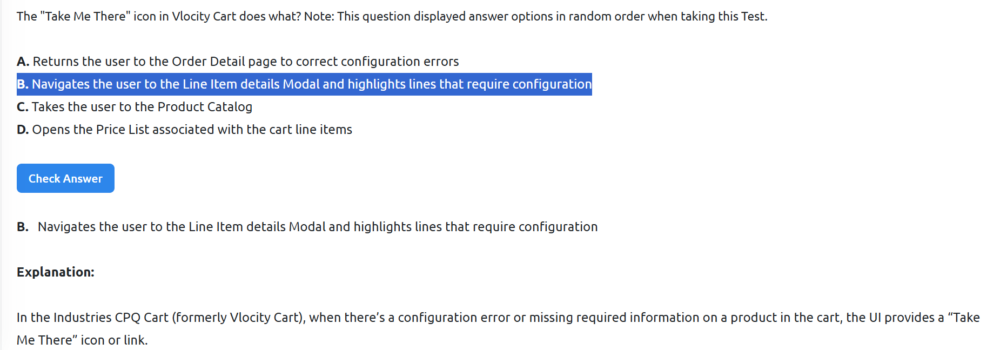 The "Take Me There" icon in Vlocity Cart does what? Note: This question displayed answer options in random order when taking this Test.
A. Returns the user to the Order Detail page to correct configuration errors
B. Navigates the user to the Line Item details Modal and highlights lines that require configuration
C. Takes the user to the Product Catalog
D. Opens the Price List associated with the cart line items
Check Answer
B. Navigates the user to the Line Item details Modal and highlights lines that require configuration
Explanation:
In the Industries CPQ Cart (formerly Vlocity Cart), when there’s a configuration error or missing required information on a product in the cart, the UI provides a “Take
Me There” icon or link.